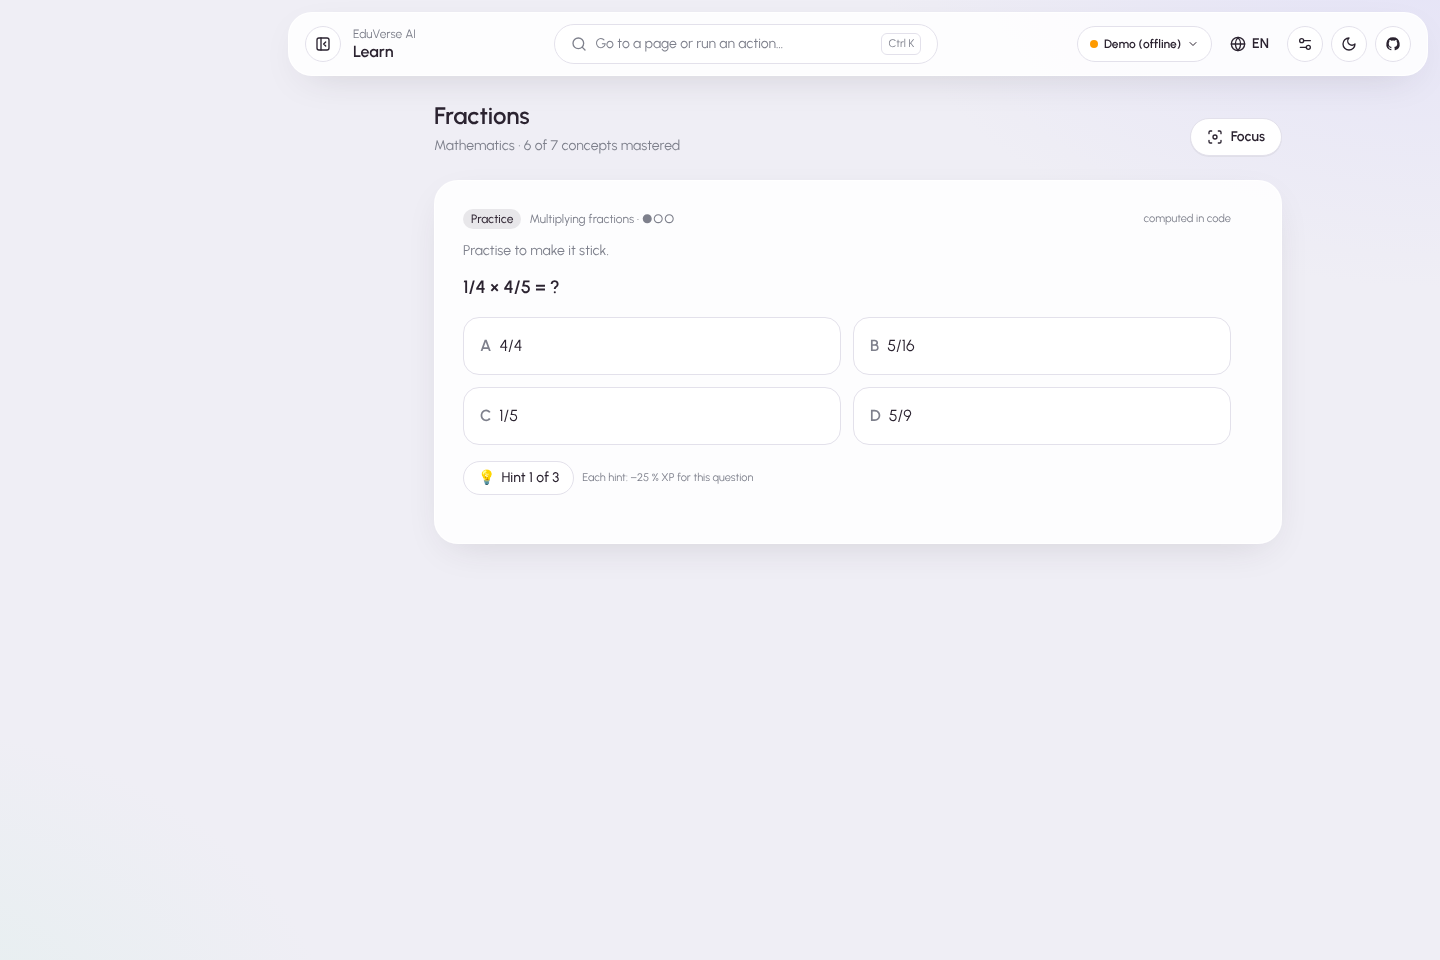 EduVerse AI
Learn
Go to a page or run an action...
Ctrl K
Demo (offline)
EN
Fractions
Mathematics · 6 of 7 concepts mastered
Focus
Practice
Multiplying fractions · ●○○
computed in code
Practise to make it stick.
1/4 × 4/5 = ?
A 4/4
B 5/16
C 1/5
D 5/9
Hint 1 of 3
Each hint: −25 % XP for this question